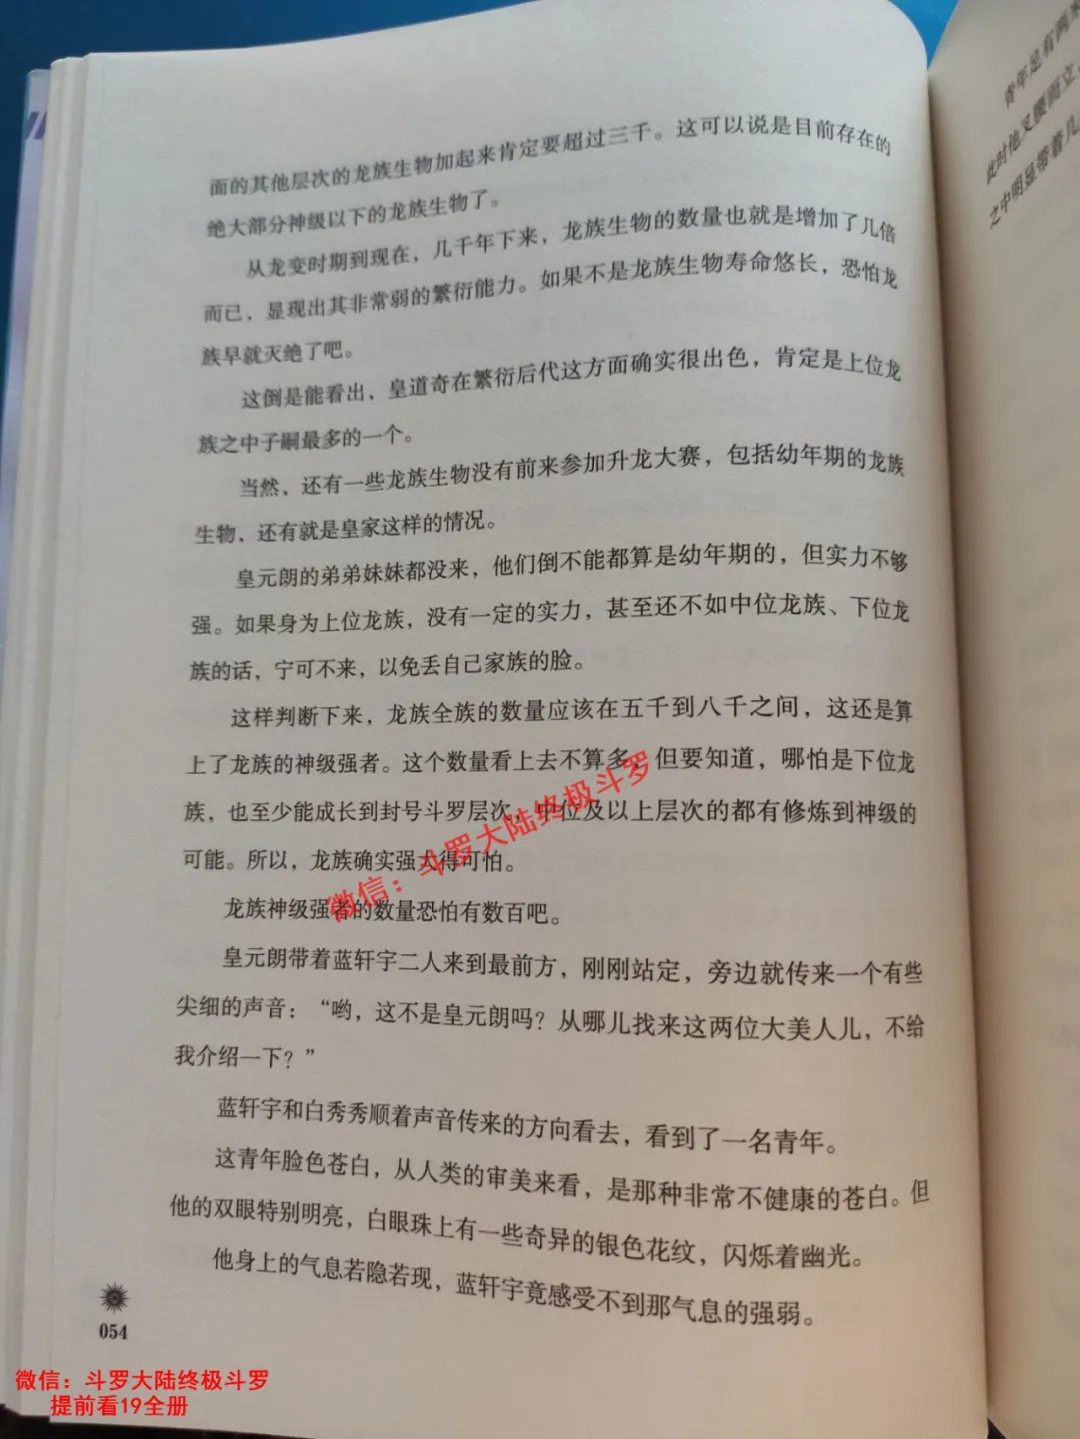 面的其他层次的龙族生物加起来肯定要超过三千。这可以说是目前存在的
绝大部分神级以下的龙族生物了。
从龙变时期到现在，几千年下来，龙族生物的数量也就是增加了几倍
而已，显现出其非常弱的繁衍能力。如果不是龙族生物寿命悠长，恐怕龙
族早就灭绝了吧。
这倒是能看出，皇道奇在繁衍后代这方面确实很出色，肯定是上位龙
族之中子嗣最多的一个。
当然，还有一些龙族生物没有前来参加升龙大赛，包括幼年期的龙族
生物，还有就是皇家这样的情况。
皇元朗的弟弟妹妹都没来，他们倒不能都算是幼年期的，但实力不够
强。如果身为上位龙族，没有一定的实力，甚至还不如中位龙族、下位龙
族的话，宁可不来，以免丢自己家族的脸。
这样判断下来，龙族全族的数量应该在五千到八千之间，这还是算
上了龙族的神级强者。这个数量看上去不算多，但要知道，哪怕是下位龙
族，也至少能成长到封号斗罗层次，中位及以上层次的都有修炼到神级的
可能。所以，龙族确实强大得可怕。
龙族神级强者的数量恐怕有数百吧。
皇元朗带着蓝轩宇二人来到最前方，刚刚站定，旁边就传来一个有些
尖细的声音：“哟，这不是皇元朗吗？从哪儿找来这两位大美人儿，不给
我介绍一下？”
蓝轩宇和白秀秀顺着声音传来的方向看去，看到了一名青年。
这青年脸色苍白，从人类的审美来看，是那种非常不健康的苍白。但
他的双眼特别明亮，白眼珠上有一些奇异的银色花纹，闪烁着幽光。
他身上的气息若隐若现，蓝轩宇竟感受不到那气息的强弱。
054
微信：斗罗大陆终极斗罗
微信：斗罗大陆终极斗罗
提前看19全册
青年足有两米
此时他叉腰而立，
之中明显带着几